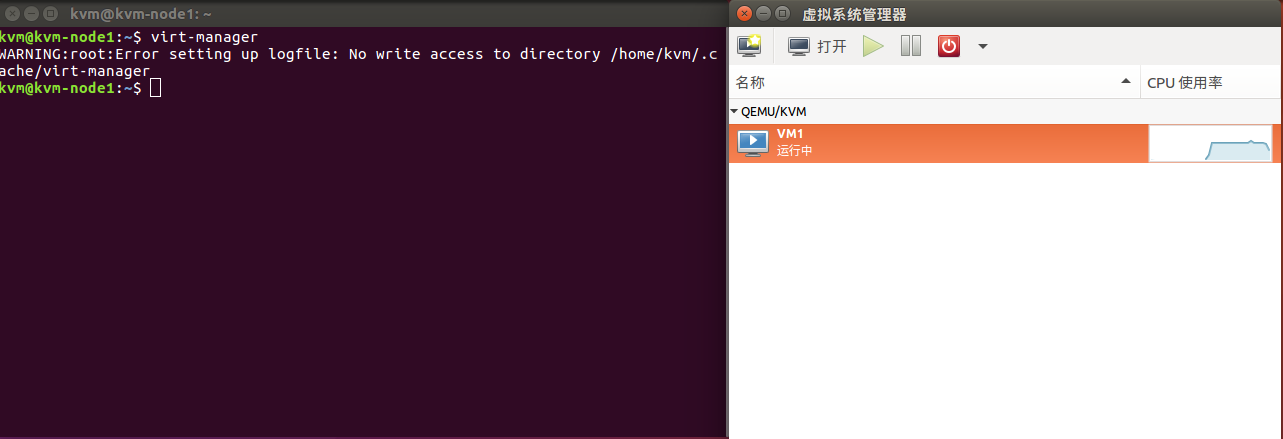 kvm@kvm-node1: ~
kvm@kvm-node1:~$ virt-manager
WARNING:root:Error setting up logfile: No write access to directory /home/kvm/.c
ache/virt-manager
kvm@kvm-node1:~$
虚拟系统管理器
打开
名称
CPU 使用率
QEMU/KVM
VM1
运行中